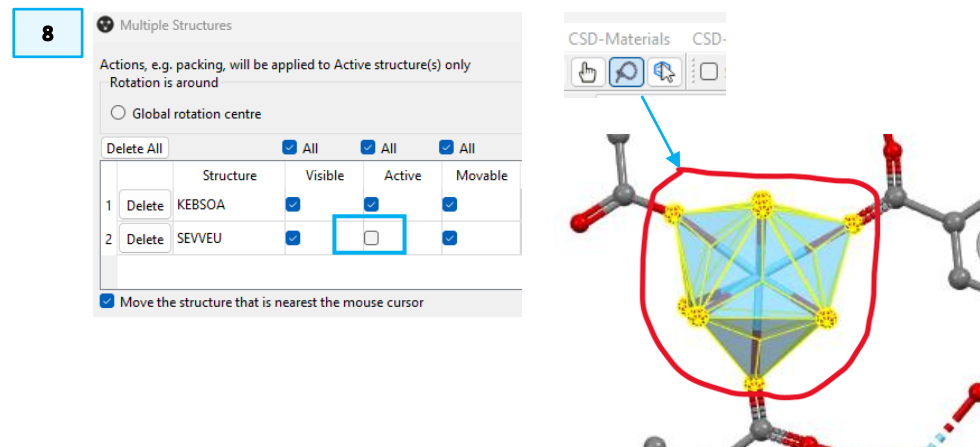 8
Multiple Structures
Actions, e.g. packing, will be applied to Active structure(s) only
Rotation is around
Global rotation centre
Delete All All All All
Structure Visible Active Movable
1 Delete KEBSOA
2 Delete SEVVEU
Move the structure that is nearest the mouse cursor
CSD-Materials CSD-